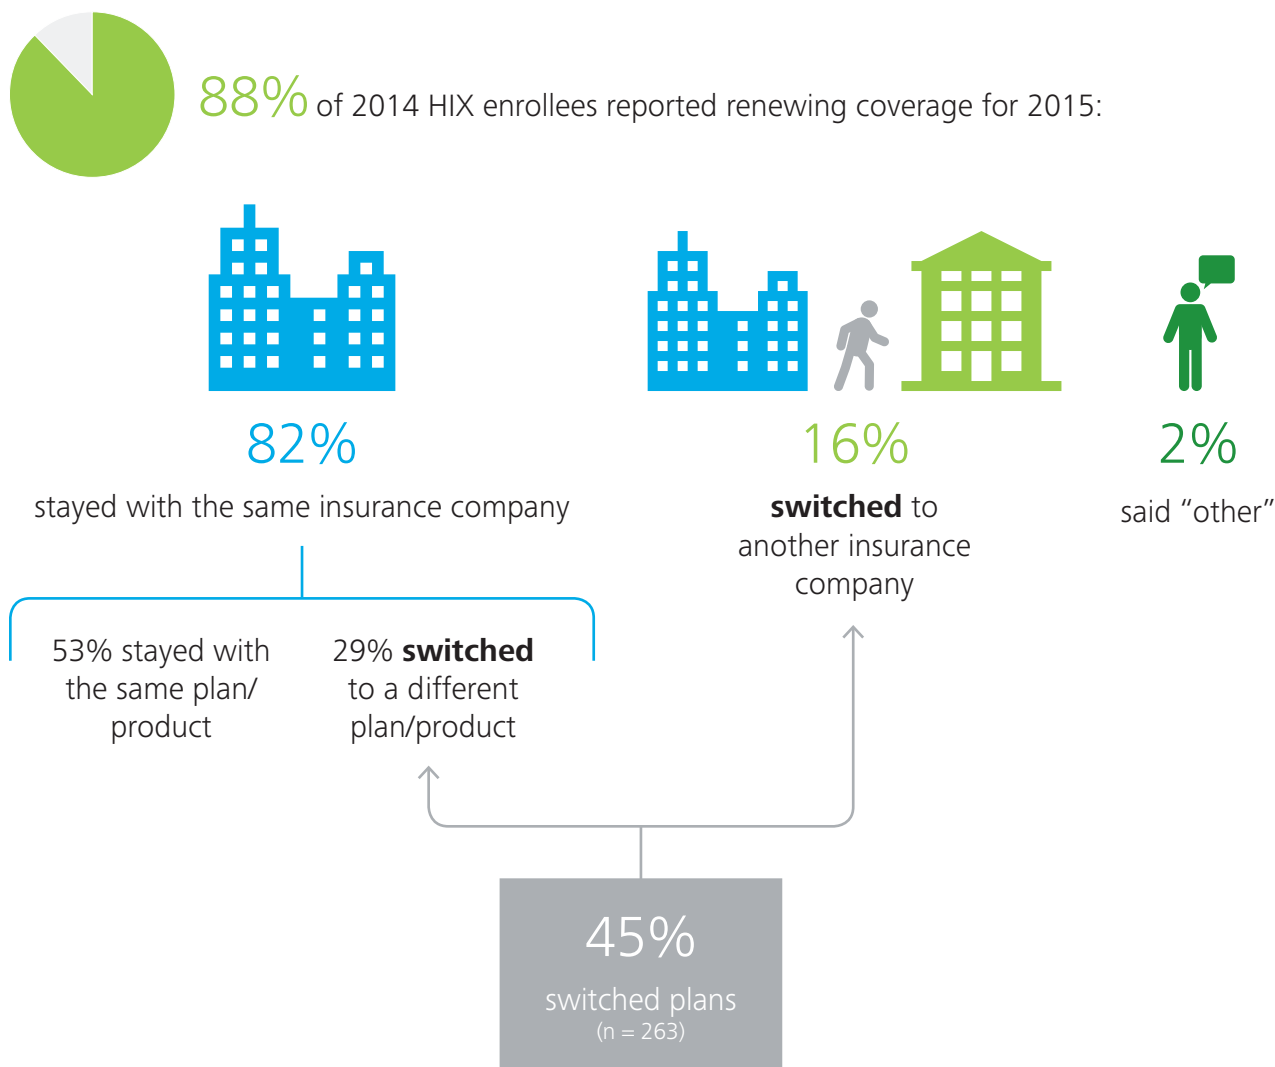 88% of 2014 HIX enrollees reported renewing coverage for 2015:
82%
stayed with the same insurance company
53% stayed with
the same plan/
product
29% switched
to a different
plan/product
16%
switched to
another insurance
company
2%
said “other”
45%
switched plans
(n = 263)